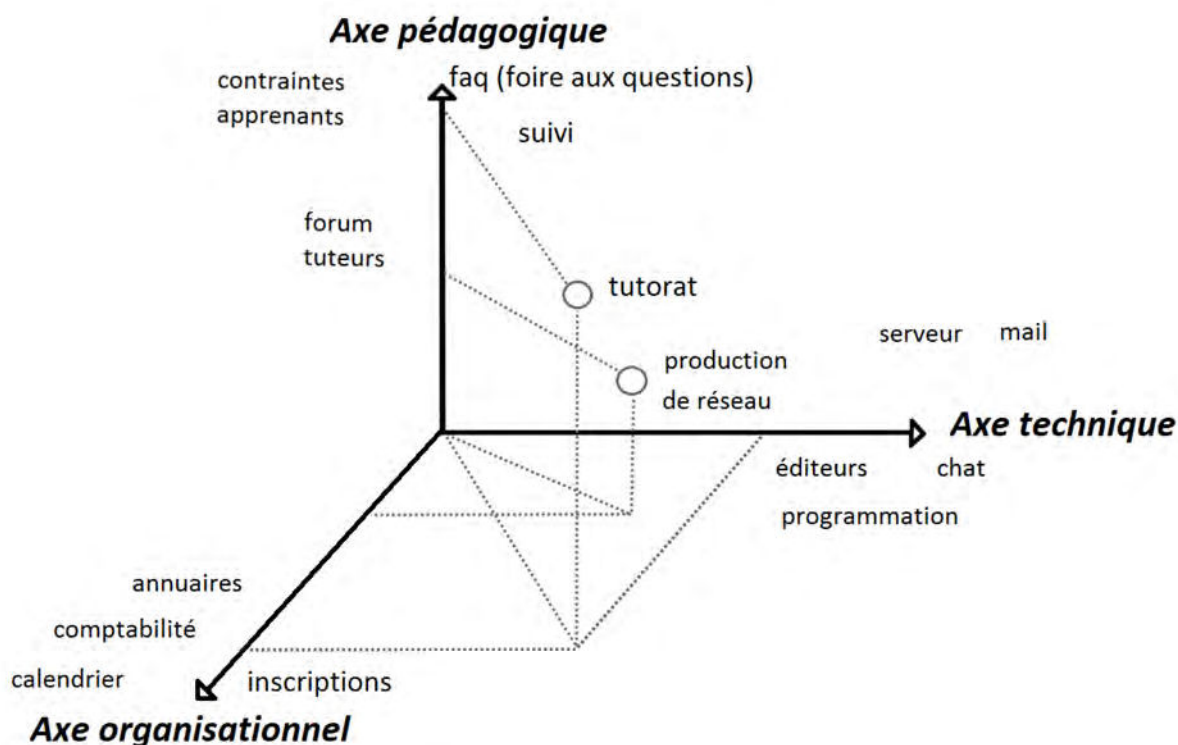 Axe pédagogique
contraintes
apprenants
faq (foire aux questions)
suivi
forum
tuteurs
tutorat
production
de réseau
serveur
mail
Axe technique
éditeurs
chat
programmation
annuaires
comptabilité
calendrier
inscriptions
Axe organisationnel